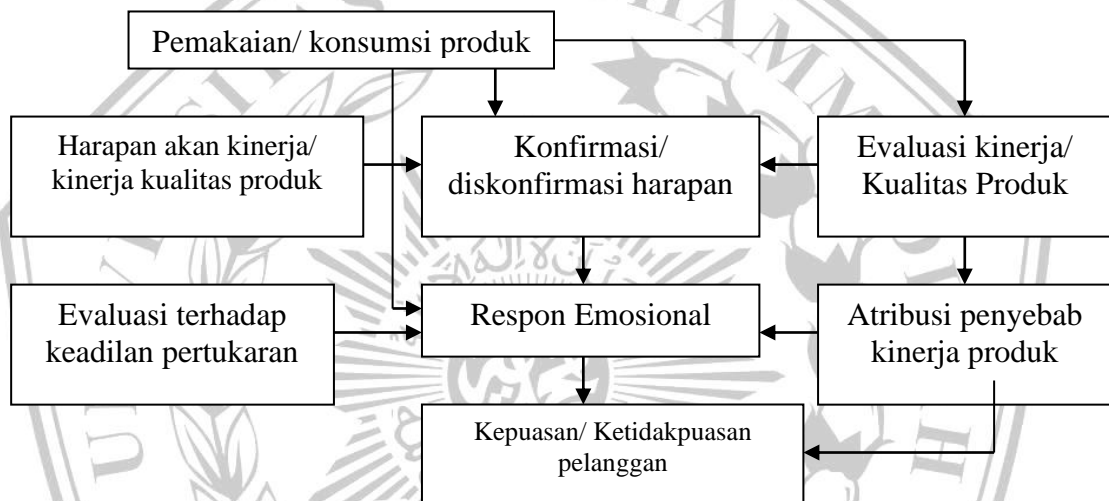 Pemakaian/ konsumsi produk
Harapan akan kinerja/
kinerja kualitas produk
Konfirmasi/
diskonfirmasi harapan
Evaluasi kinerja/
Kualitas Produk
Evaluasi terhadap
keadilan pertukaran
Respon Emosional
Atribusi penyebab
kinerja produk
Kepuasan/ Ketidakpuasan
pelanggan